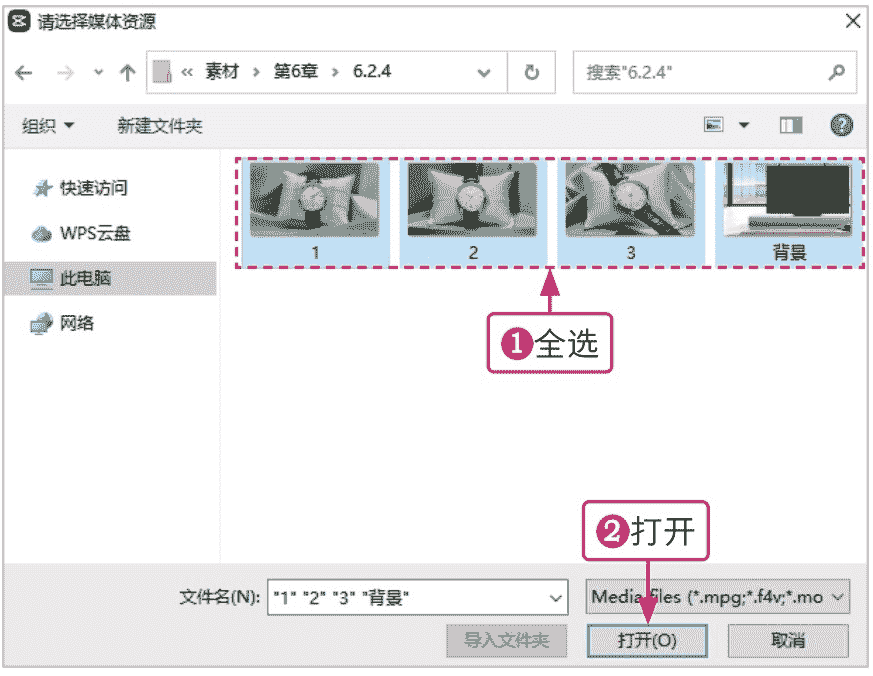 请选择媒体资源
« 素材 › 第6章 › 6.2.4
搜索"6.2.4"
组织
新建文件夹
快速访问
WPS云盘
此电脑
网络
1
2
3
背景
❶全选
❷打开
文件名(N):
"1" "2" "3" "背景"
Media files (*.mpg;*.f4v;*.mo
导入文件夹
打开(O)
取消